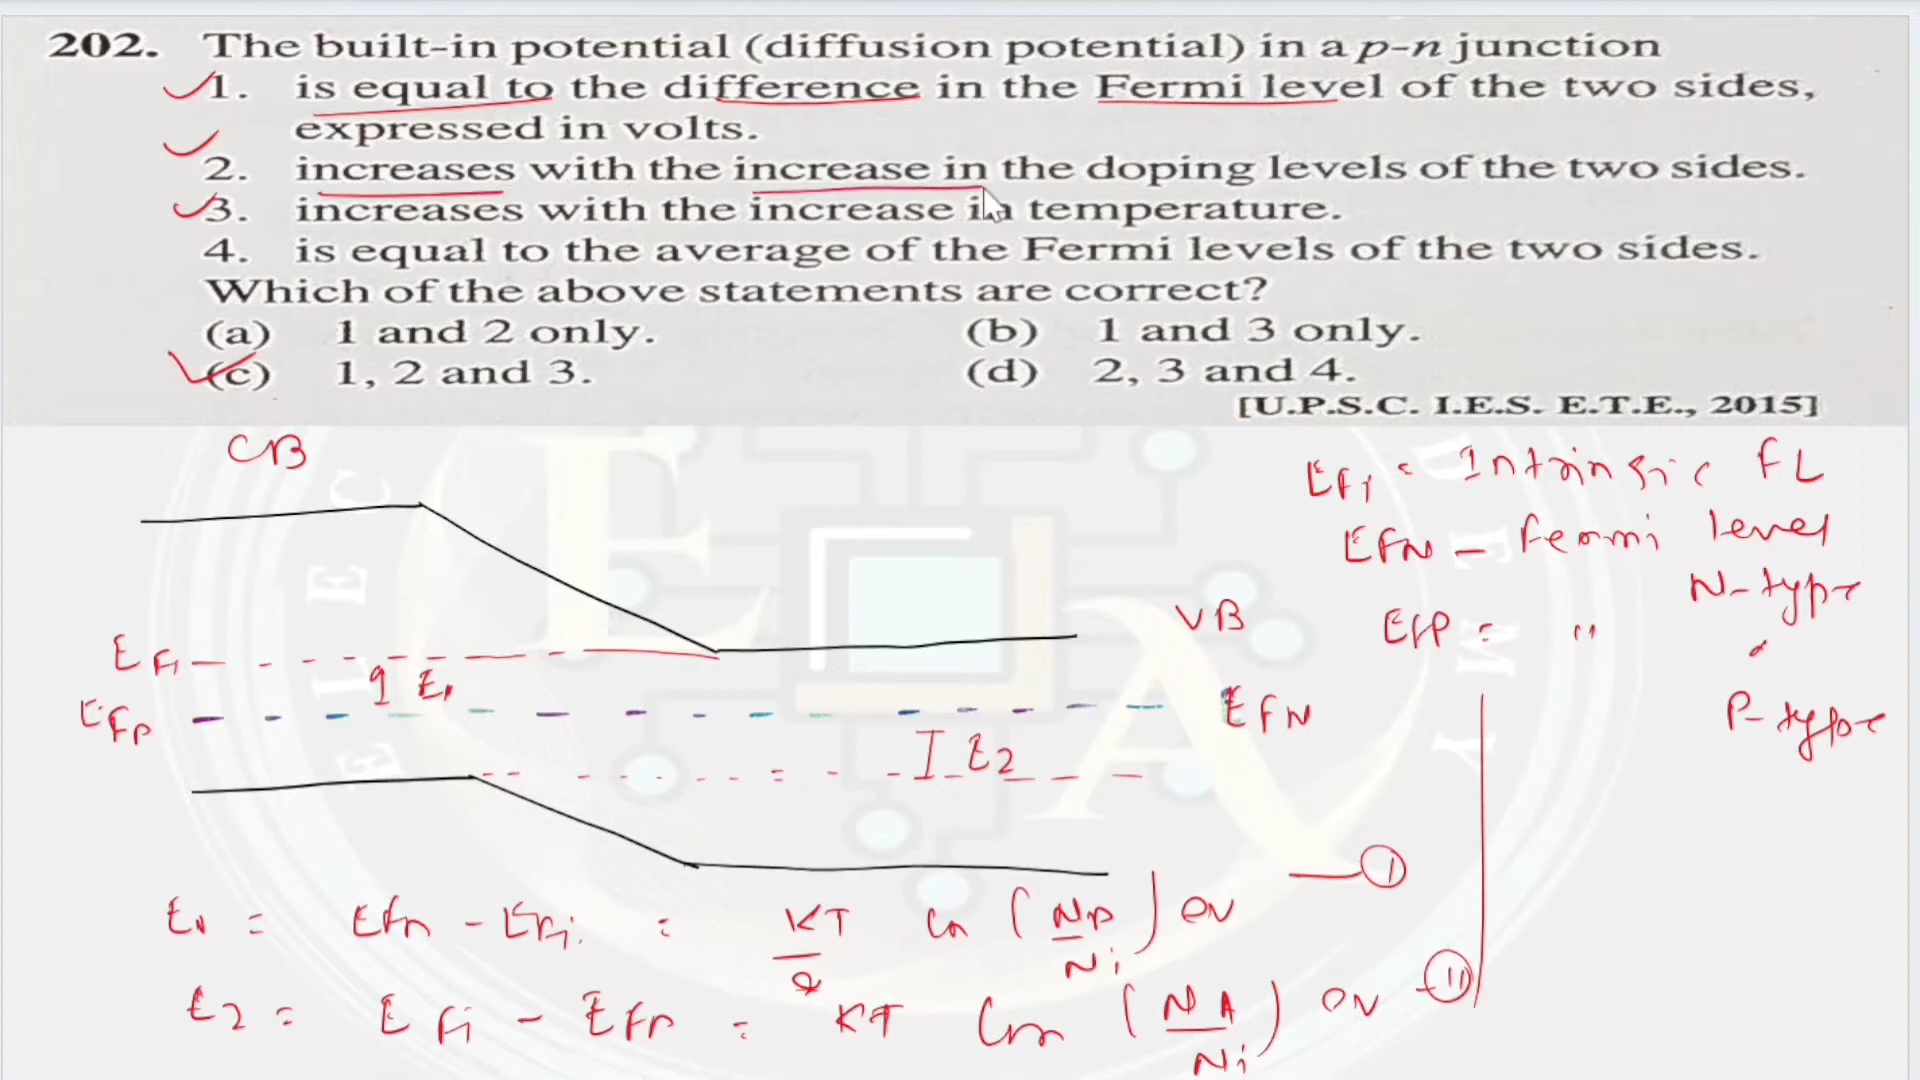 202. The built-in potential (diffusion potential) in a p-n junction
1. is equal to the difference in the Fermi level of the two sides,
expressed in volts.
2. increases with the increase in the doping levels of the two sides.
3. increases with the increase in temperature.
4. is equal to the average of the Fermi levels of the two sides.
Which of the above statements are correct?
(a) 1 and 2 only. (b) 1 and 3 only.
(c) 1, 2 and 3. (d) 2, 3 and 4.
[U.P.S.C. I.E.S. E.T.E., 2015]
CB
EFi = Intrinsic FL
EFN - Fermi level
N-type
VB
EFP = "
P-type
EFi
E1
EFP
EFN
E2
E1 = EFn - EFi = KT/q ln (ND/Ni) eV — I
E2 = EFi - EFP = KT ln (NA/Ni) eV - II